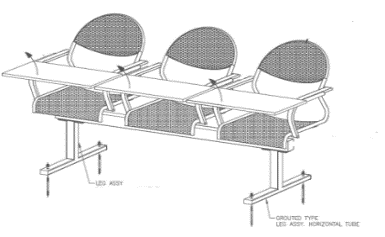 LEG ASSY
GROUTED TYPE
LEG ASSY. HORIZONTAL TUBE